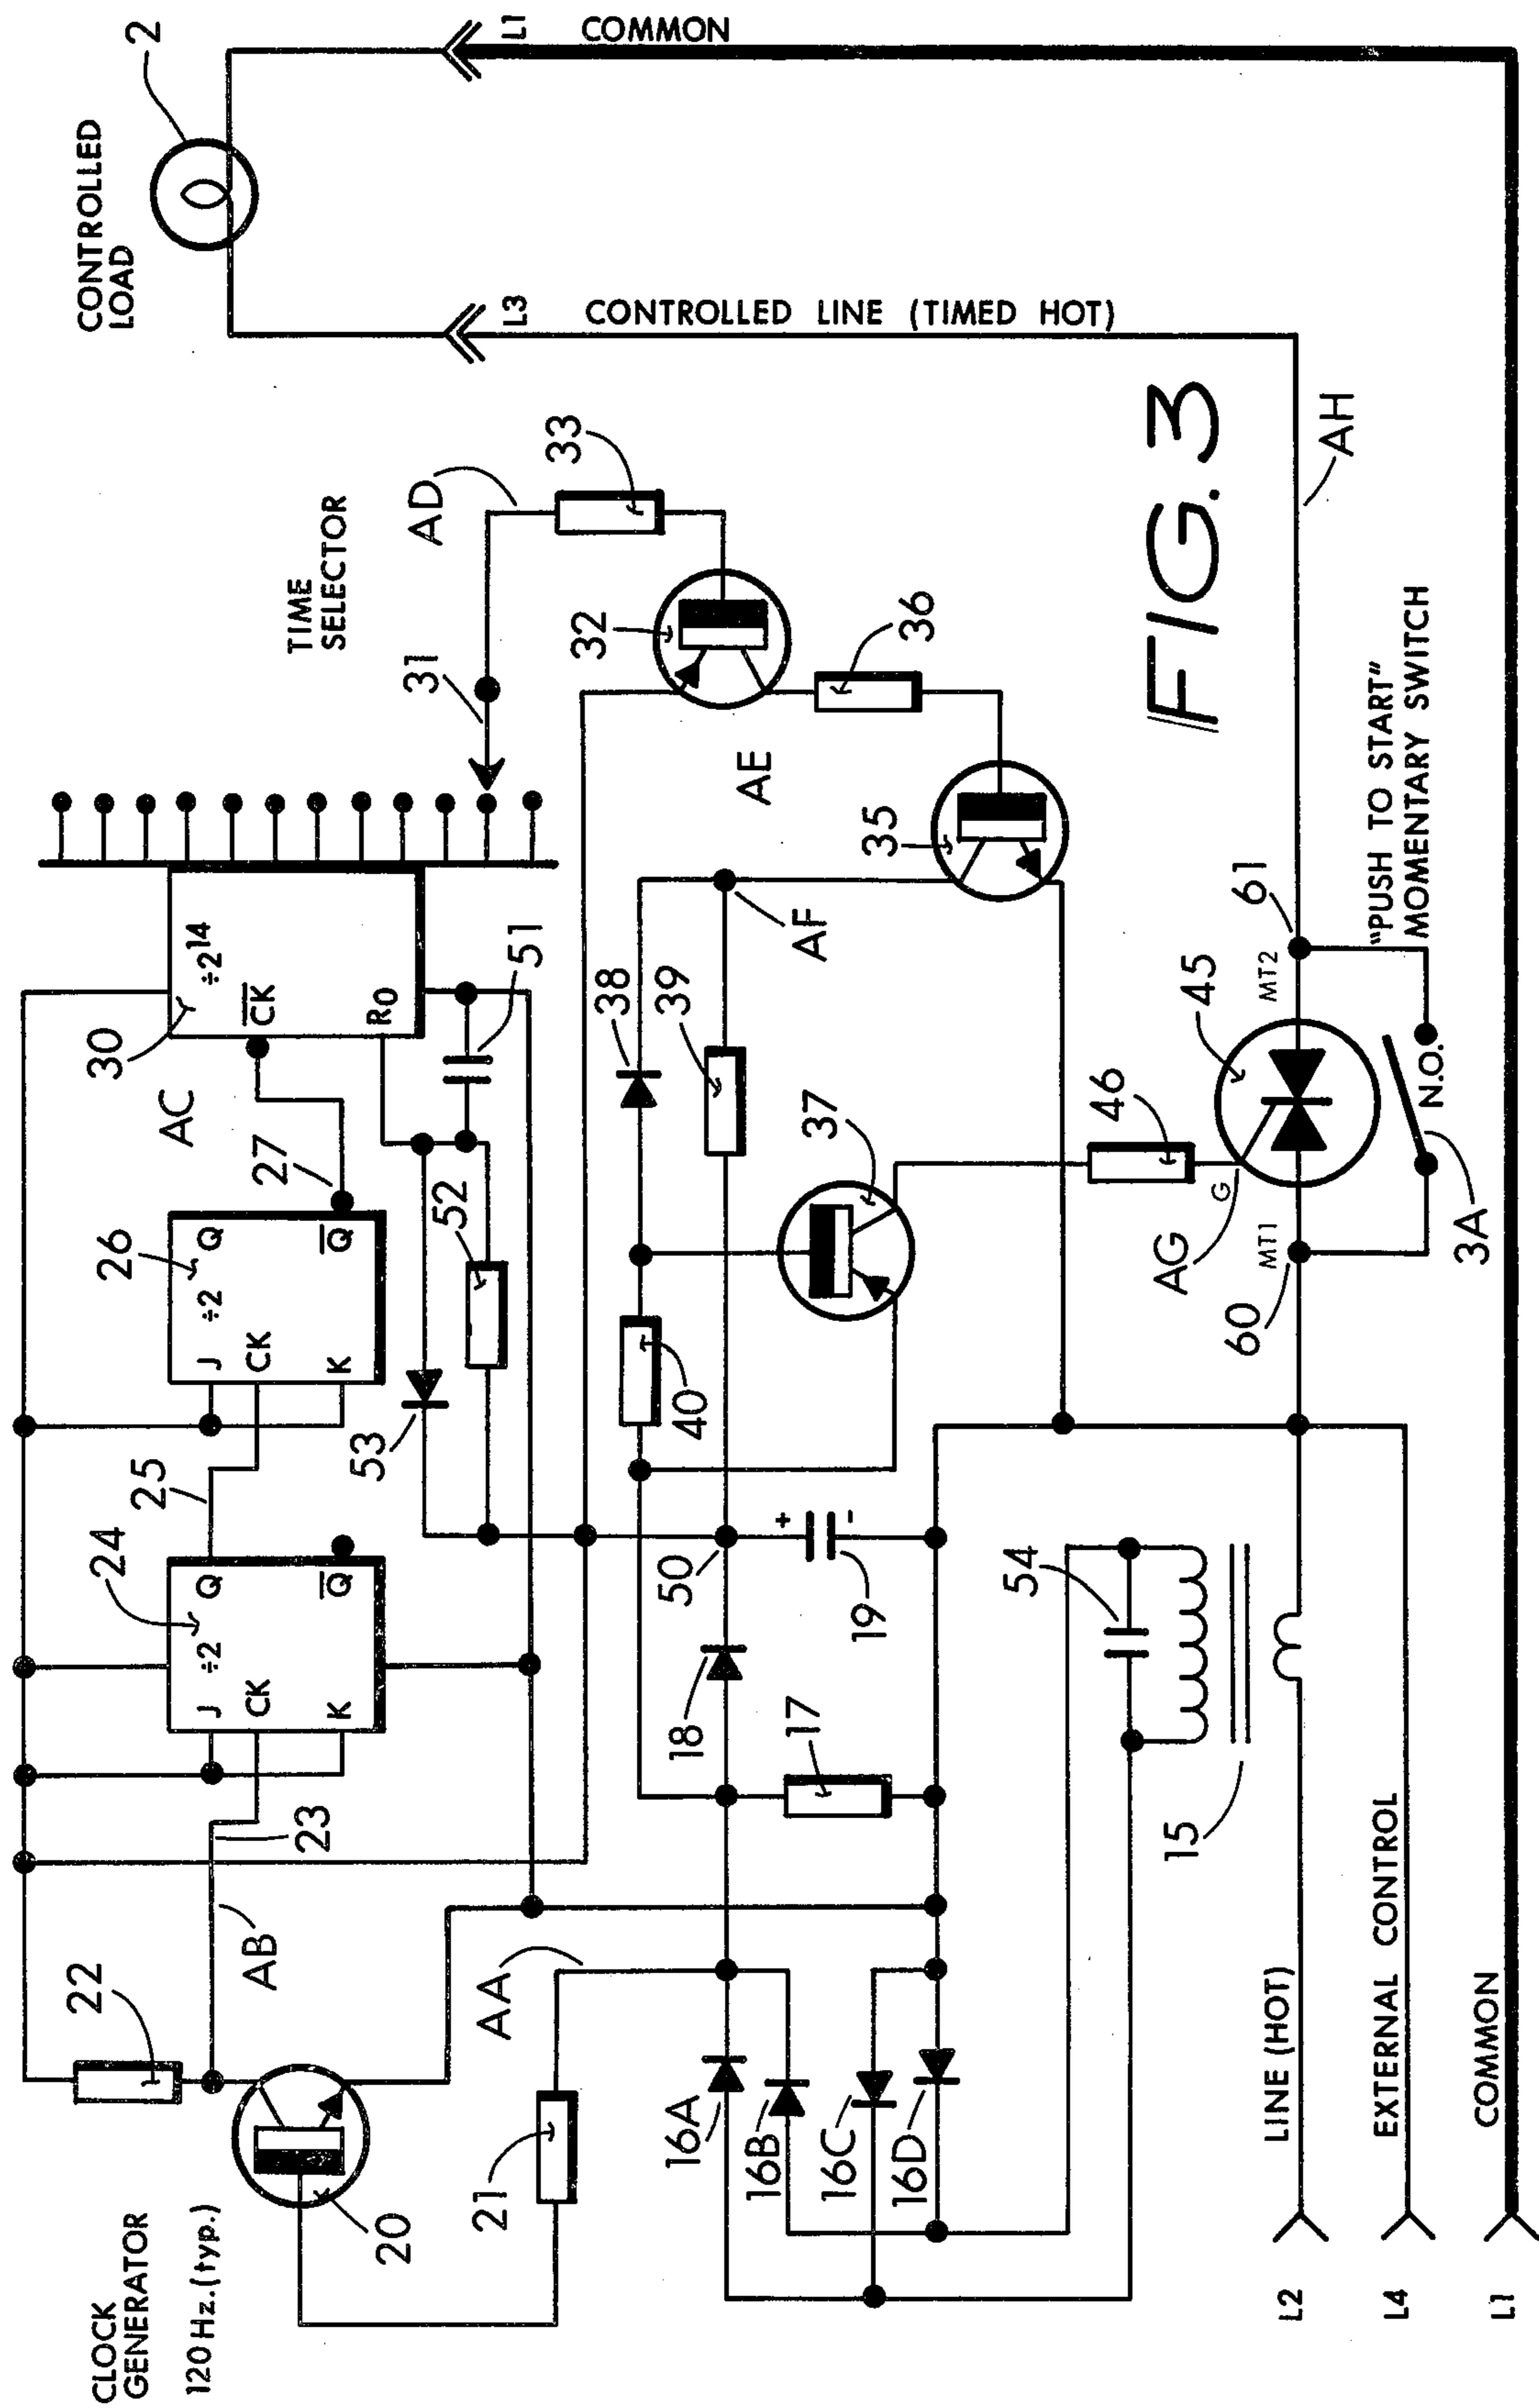 CLOCK
GENERATOR
120 Hz. (typ.)
22
AB
23
20
21
AA
24
÷2
J
CK
K
Q
Q̅
25
26
÷2
J
CK
K
Q
Q̅
27
AC
30
÷2¹⁴
C̅K̅
RO
51
52
53
TIME
SELECTOR
31
AD
33
32
36
AE
35
AF
38
39
37
40
50
+
-
19
18
17
16A
16B
16C
16D
54
15
46
45
AG
G
MT1
MT2
60
61
3A
N.O.
"PUSH TO START"
MOMENTARY SWITCH
AH
FIG. 3
CONTROLLED
LOAD
2
L3
CONTROLLED LINE (TIMED HOT)
L1
COMMON
L2
LINE (HOT)
L4
EXTERNAL CONTROL
L1
COMMON